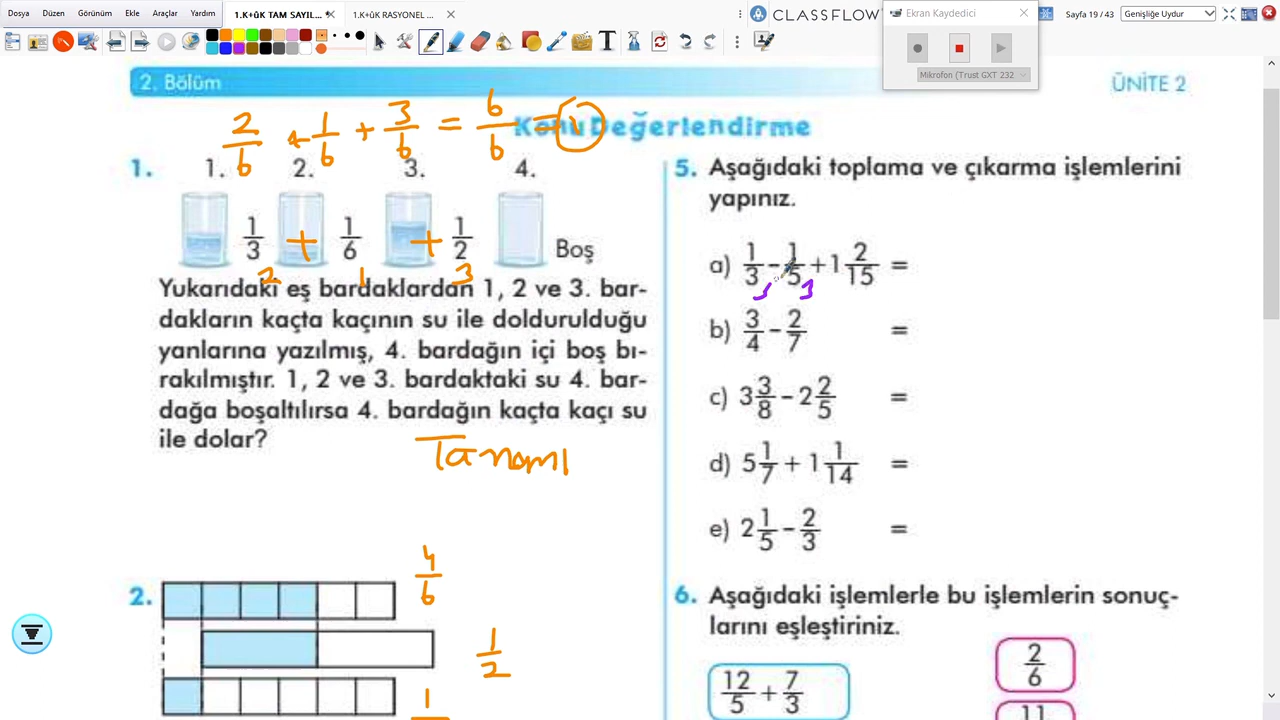 Dosya Düzen Görünüm Ekle Araçlar Yardım
1.K+ûK TAM SAYIL...
1.K+ûK RASYONEL ...
CLASSFLOW
Ekran Kaydedici
Mikrofon (Trust GXT 232
Sayfa 19 / 43
Genişliğe Uydur
2. Bölüm
ÜNİTE 2
2/6 + 1/6 + 3/6 = 6/6 = 1
Konu Değerlendirme
1. 1. 2. 3. 4.
1/3 + 1/6 + 1/2 Boş
2 1 3
Yukarıdaki eş bardaklardan 1, 2 ve 3. bar-
dakların kaçta kaçının su ile doldurulduğu
yanlarına yazılmış, 4. bardağın içi boş bı-
rakılmıştır. 1, 2 ve 3. bardaktaki su 4. bar-
dağa boşaltılırsa 4. bardağın kaçta kaçı su
ile dolar?
Tamamı
2. 4/6
1/2
1
5. Aşağıdaki toplama ve çıkarma işlemlerini
yapınız.
a) 1/3 - 1/5 + 1 2/15 =
3
b) 3/4 - 2/7 =
c) 3 3/8 - 2 2/5 =
d) 5 1/7 + 1 1/14 =
e) 2 1/5 - 2/3 =
6. Aşağıdaki işlemlerle bu işlemlerin sonuç-
larını eşleştiriniz.
12/5 + 7/3
2/6
11